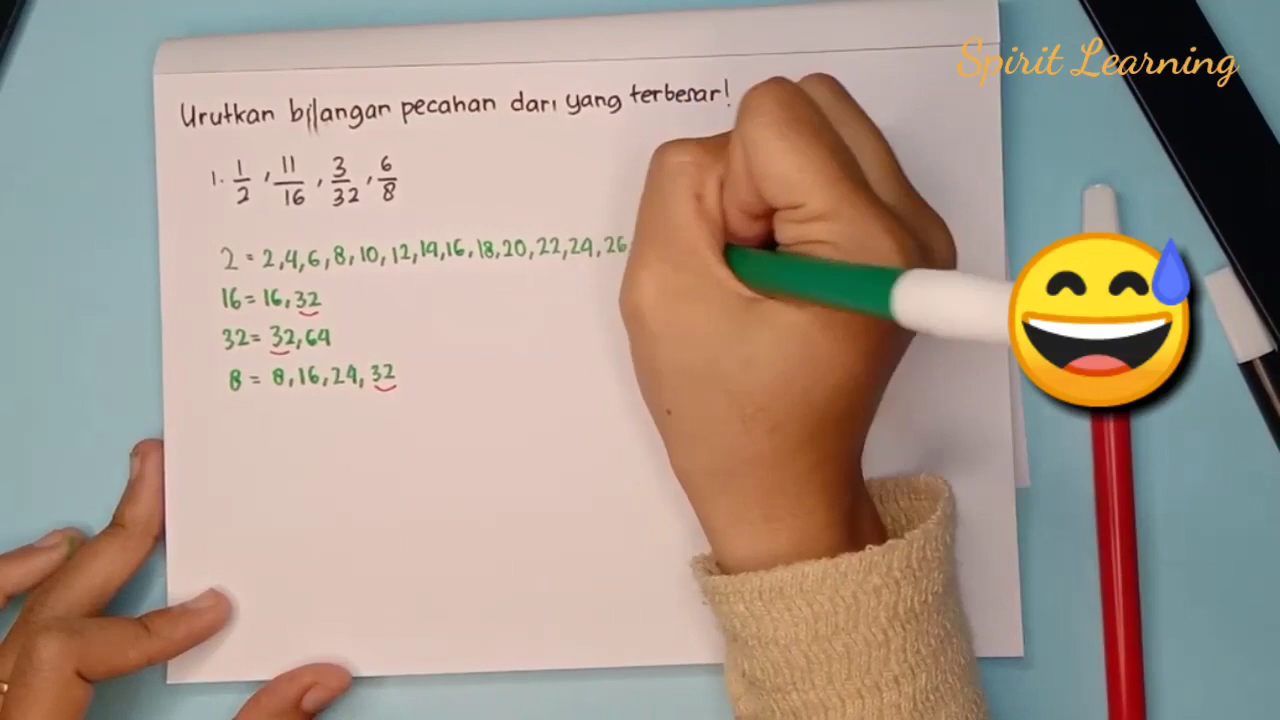 Spirit Learning
Urutkan bilangan pecahan dari yang terbesar!
1. 1/2, 11/16, 3/32, 6/8
2 = 2,4,6,8,10,12,14,16,18,20,22,24,26
16 = 16,32
32 = 32,64
8 = 8,16,24,32